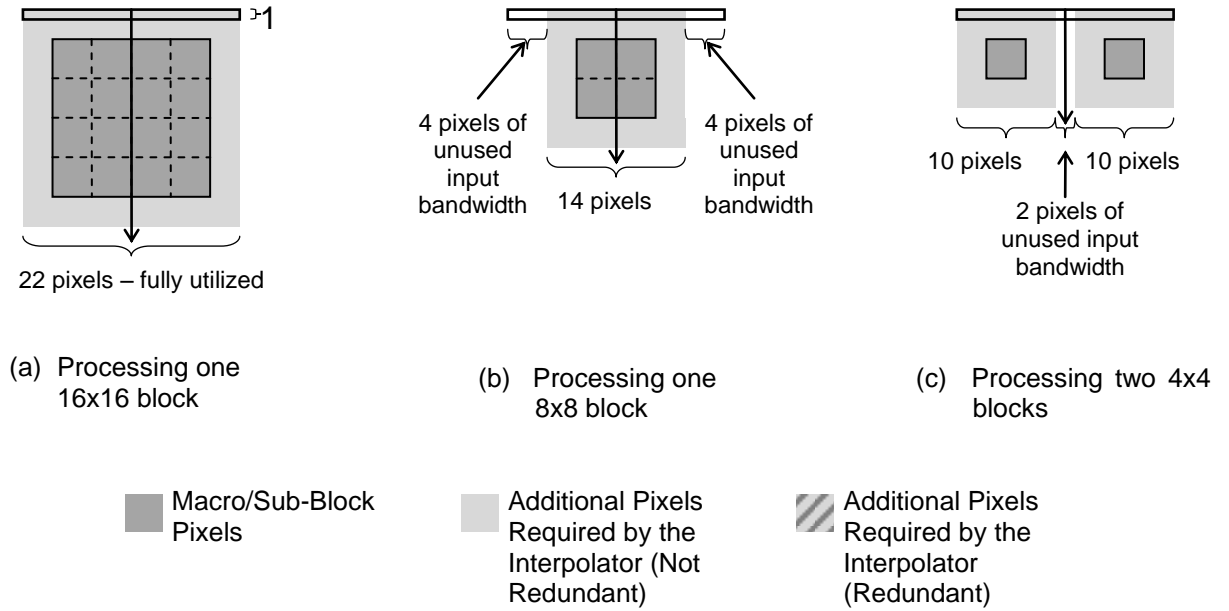 1
22 pixels – fully utilized
(a) Processing one
16x16 block
4 pixels of
unused
input
bandwidth
14 pixels
4 pixels of
unused
input
bandwidth
(b) Processing one
8x8 block
10 pixels
10 pixels
2 pixels of
unused input
bandwidth
(c) Processing two 4x4
blocks
Macro/Sub-Block
Pixels
Additional Pixels
Required by the
Interpolator (Not
Redundant)
Additional Pixels
Required by the
Interpolator
(Redundant)